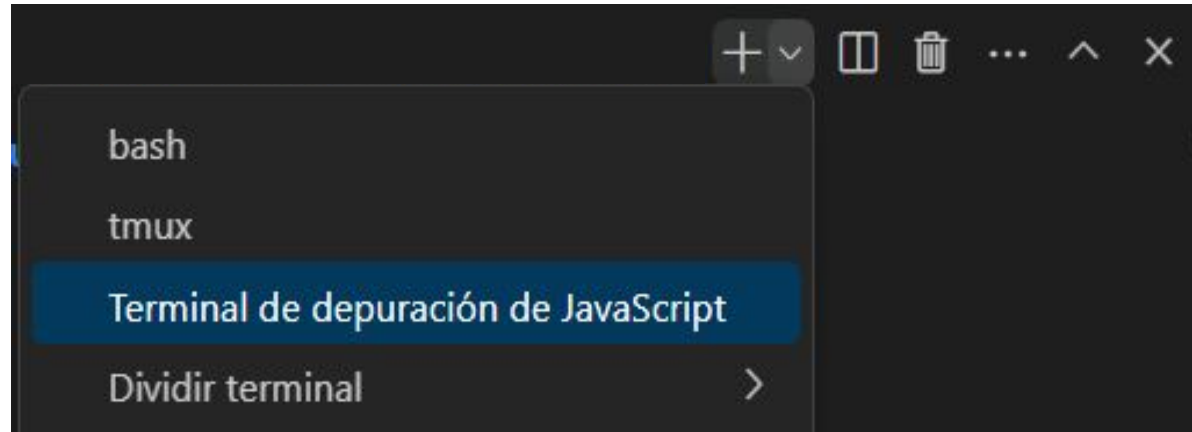 bash
tmux
Terminal de depuración de JavaScript
Dividir terminal